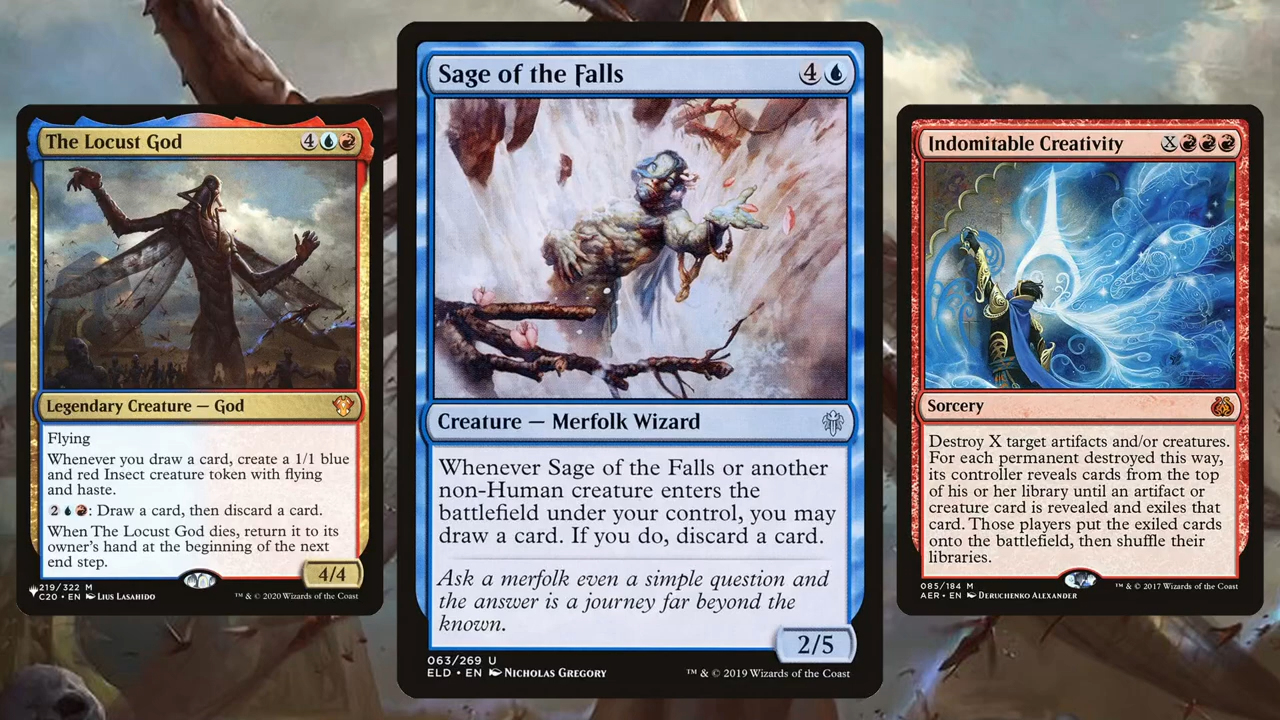 The Locust God 4
Legendary Creature — God
Flying
Whenever you draw a card, create a 1/1 blue
and red Insect creature token with flying
and haste.
2 : Draw a card, then discard a card.
When The Locust God dies, return it to its
owner's hand at the beginning of the next
end step.
4/4
219/322 M
C20 • EN Lius Lasahido
™ & © 2020 Wizards of the Coast
Sage of the Falls 4
Creature — Merfolk Wizard
Whenever Sage of the Falls or another
non-Human creature enters the
battlefield under your control, you may
draw a card. If you do, discard a card.
Ask a merfolk even a simple question and
the answer is a journey far beyond the
known.
2/5
063/269 U
ELD • EN Nicholas Gregory
™ & © 2019 Wizards of the Coast
Indomitable Creativity X
Sorcery
Destroy X target artifacts and/or creatures.
For each permanent destroyed this way,
its controller reveals cards from the top
of his or her library until an artifact or
creature card is revealed and exiles that
card. Those players put the exiled cards
onto the battlefield, then shuffle their
libraries.
085/184 M
AER • EN Deruchenko Alexander
™ & © 2017 Wizards of the Coast